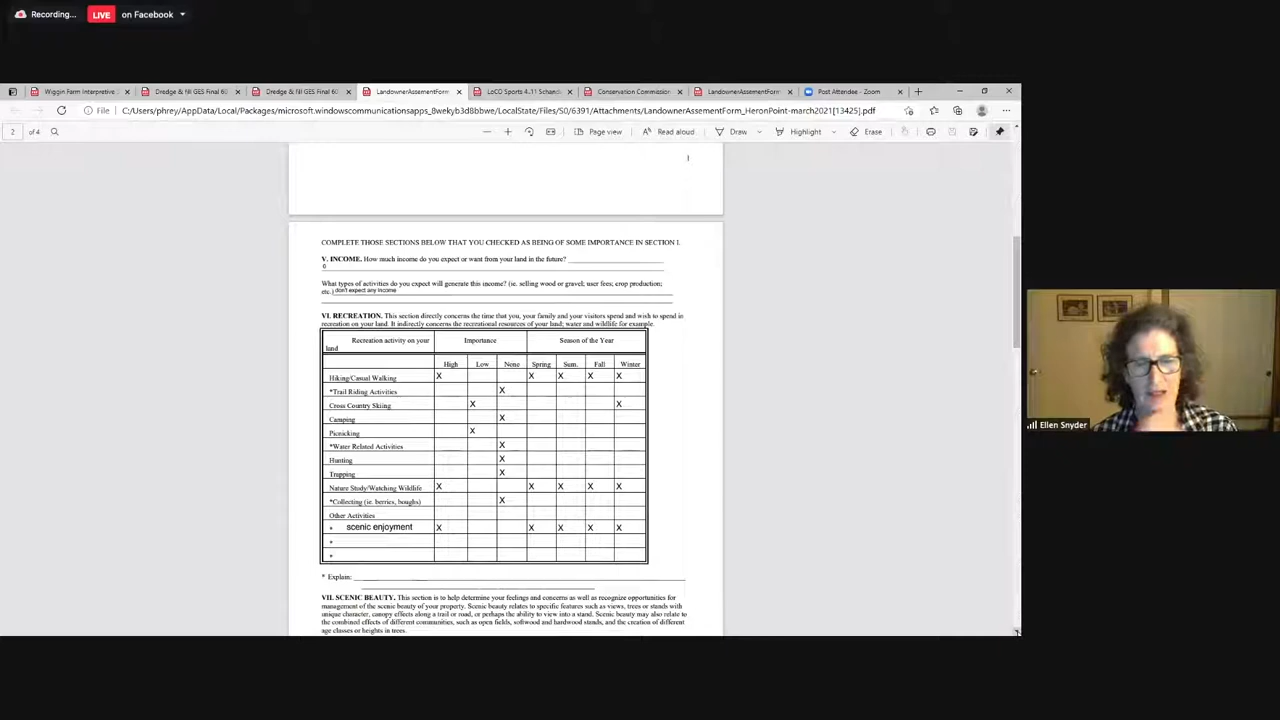 Recording...
LIVE on Facebook
Wiggin Farm Interpretive
Dredge & fill GES Final 60
Dredge & fill GES Final 60
LandownerAssementForm
LoCO Sports 4..11 Schand
Conservation Commission
LandownerAssementForm
Post Attendee - Zoom
File C:/Users/phrey/AppData/Local/Packages/microsoft.windowscommunicationsapps_8wekyb3d8bbwe/LocalState/Files/S0/6391/Attachments/LandownerAssementForm_HeronPoint-march2021[13425].pdf
2 of 4 Page view Read aloud Draw Highlight Erase
1
COMPLETE THOSE SECTIONS BELOW THAT YOU CHECKED AS BEING OF SOME IMPORTANCE IN SECTION I.
V. INCOME. How much income do you expect or want from your land in the future?
0
What types of activities do you expect will generate this income? (ie. selling wood or gravel; user fees; crop production;
etc.) don't expect any income
VI. RECREATION. This section directly concerns the time that you, your family and your visitors spend and wish to spend in
recreation on your land. It indirectly concerns the recreational resources of your land; water and wildlife for example.
Recreation activity on your land Importance Season of the Year
High Low None Spring Sum. Fall Winter
Hiking/Casual Walking X X X X X
*Trail Riding Activities X
Cross Country Skiing X X
Camping X
Picnicking X
*Water Related Activities X
Hunting X
Trapping X
Nature Study/Watching Wildlife X X X X X
*Collecting (ie. berries, boughs) X
Other Activities
* scenic enjoyment X X X X X
*
*
* Explain:
VII. SCENIC BEAUTY. This section is to help determine your feelings and concerns as well as recognize opportunities for
management of the scenic beauty of your property. Scenic beauty relates to specific features such as views, trees or stands with
unique character, canopy effects along a trail or road, or perhaps the ability to view into a stand. Scenic beauty may also relate to
the combined effects of different communities, such as open fields, softwood and hardwood stands, and the creation of different
age classes or heights in trees.
Ellen Snyder